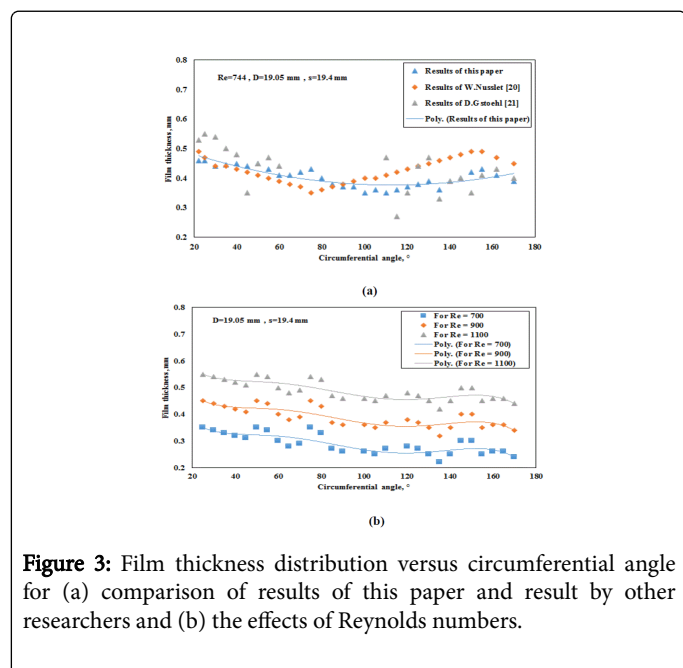 Re=744 , D=19.05 mm , s=19.4mm
Results of this paper
Results of W.Nusslet [20]
Results of D.G stoehl [21]
Poly. (Results of this paper)
0.8
0.7
0.6
0.5
0.4
0.3
0.2
Film thickness,mm
20 40 60 80 100 120 140 160 180
Circumferential angle, °
(a)
D=19.05 mm , s=19.4mm
For Re = 700
For Re = 900
For Re = 1100
Poly. (For Re = 700)
Poly. (For Re = 900)
Poly. (For Re = 1100)
0.8
0.7
0.6
0.5
0.4
0.3
0.2
Film thickness,mm
20 40 60 80 100 120 140 160 180
Circumferential angle, °
(b)
Figure 3: Film thickness distribution versus circumferential angle
for (a) comparison of results of this paper and result by other
researchers and (b) the effects of Reynolds numbers.